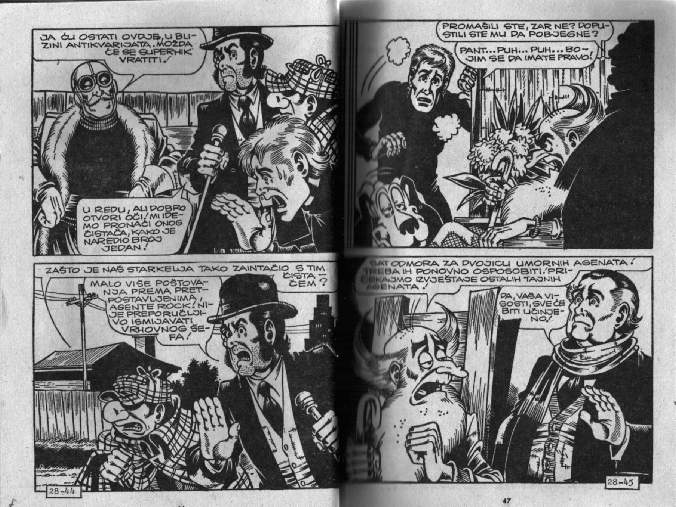 JA ĆU OSTATI OVDJE, U BLI-
ZINI ANTIKVARIJATA. MOŽDA
ĆE SE SUPERHIK
VRATITI!
U REDU, ALI DOBRO
OTVORI OČI! MI IDE-
MO PRONAĆI ONOG
ČISTAČA, KAKO JE
NAREDIO BROJ
JEDAN!
ZAŠTO JE NAŠ STARKELJA TAKO ZAINTAČIO S TIM
ČISTA-
ČEM?
MALO VIŠE POŠTOVA-
NJA PREMA PRET-
POSTAVLJENIMA,
AGENTE ROCK! NI-
JE PREPORUČLJI-
VO ISMIJAVATI
VRHOVNOG ŠE-
FA!
28-44
PROMAŠILI STE, ZAR NE? DOPU-
STILI STE MU DA POBJEGNE?
PANT... PUH... PUH... BO-
JIM SE DA IMATE PRAVO!
SAT ODMORA ZA DVOJICU UMORNIH AGENATA!
TREBA IH PONOVNO OSPOSOBITI! PRI-
ČEKAJMO IZVJEŠTAJE OSTALIH TAJNIH
AGENATA!
DA, VAŠA VI-
SOSTI, SVE ĆE
BITI UČINJE-
NO!
28-45
47